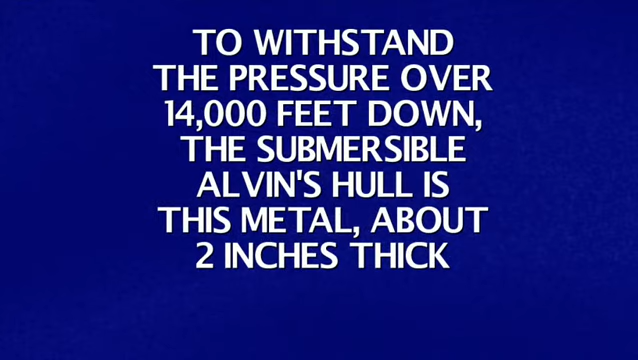 TO WITHSTAND
THE PRESSURE OVER
14,000 FEET DOWN,
THE SUBMERSIBLE
ALVIN'S HULL IS
THIS METAL, ABOUT
2 INCHES THICK